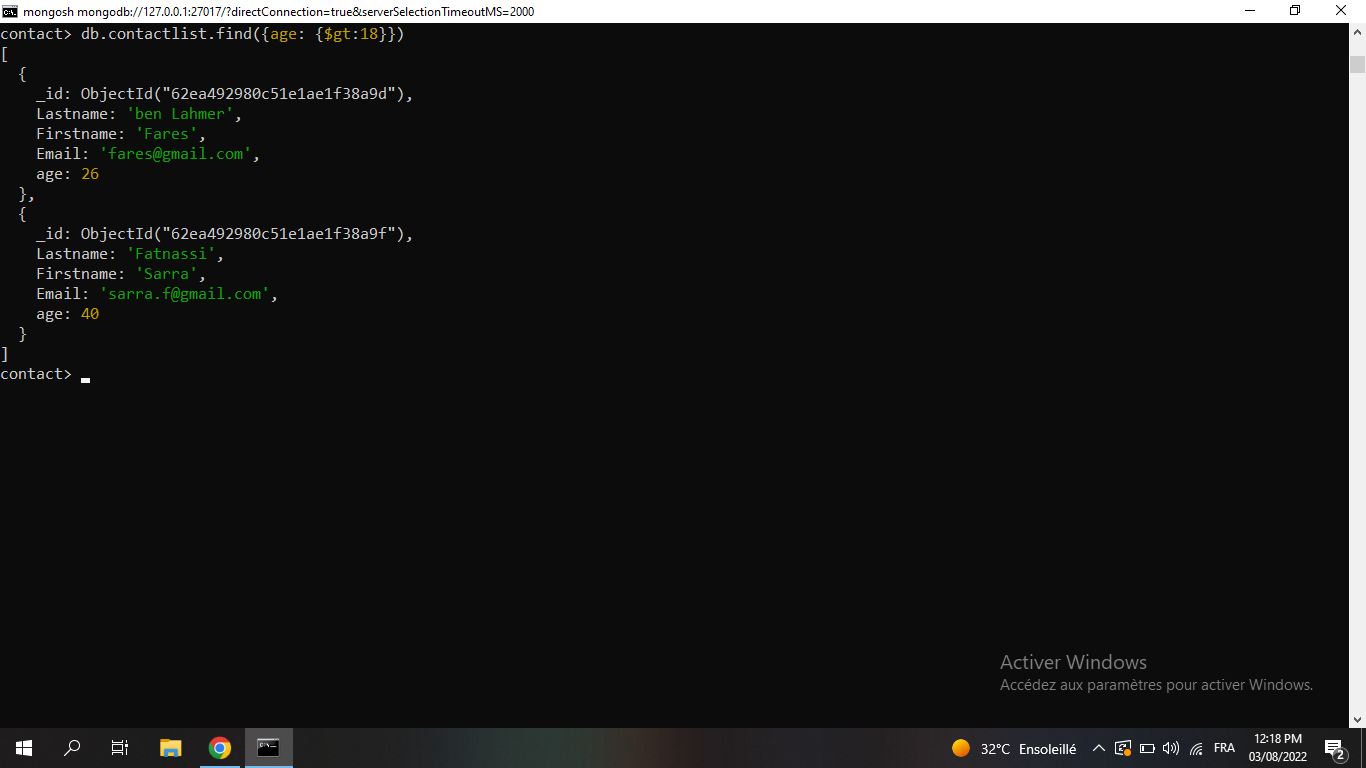 mongosh mongodb://127.0.0.1:27017/?directConnection=true&serverSelectionTimeoutMS=2000
contact> db.contactlist.find({age: {$gt:18}})
[
  {
    _id: ObjectId("62ea492980c51e1ae1f38a9d"),
    Lastname: 'ben Lahmer',
    Firstname: 'Fares',
    Email: 'fares@gmail.com',
    age: 26
  },
  {
    _id: ObjectId("62ea492980c51e1ae1f38a9f"),
    Lastname: 'Fatnassi',
    Firstname: 'Sarra',
    Email: 'sarra.f@gmail.com',
    age: 40
  }
]
contact>
Activer Windows
Accédez aux paramètres pour activer Windows.
32°C Ensoleillé
FRA
12:18 PM
03/08/2022
2